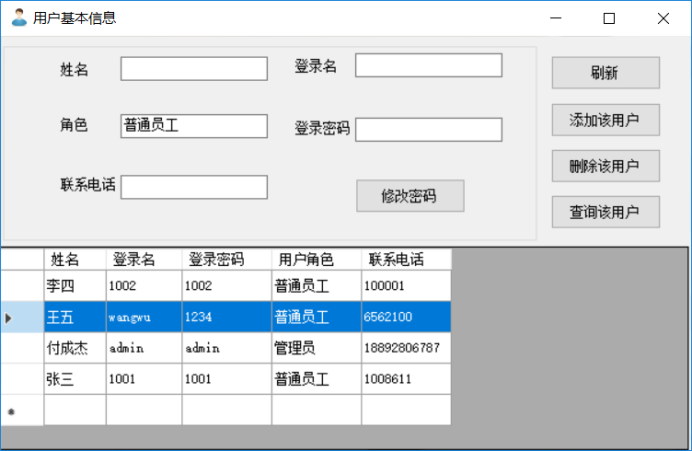 用户基本信息
姓名 登录名 刷新
角色 普通员工 登录密码 添加该用户
联系电话 修改密码 删除该用户
查询该用户
姓名 登录名 登录密码 用户角色 联系电话
李四 1002 1002 普通员工 100001
王五 wangwu 1234 普通员工 6562100
付成杰 admin admin 管理员 18892806787
张三 1001 1001 普通员工 1008611